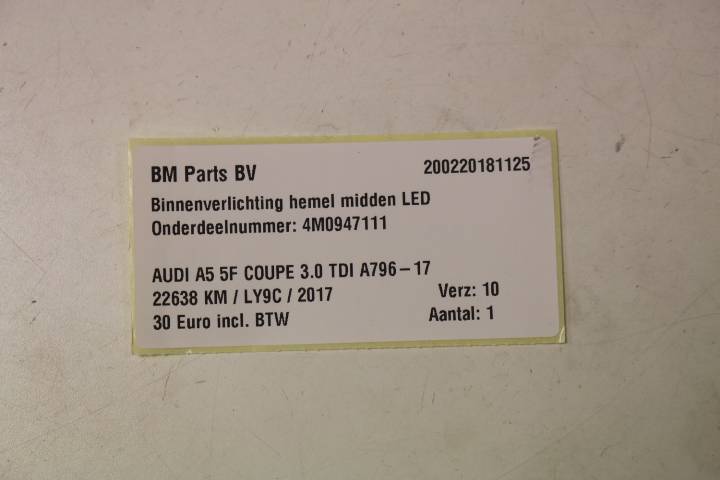 BM Parts BV 200220181125
Binnenverlichting hemel midden LED
Onderdeelnummer: 4M0947111
AUDI A5 5F COUPE 3.0 TDI A796-17
22638 KM / LY9C / 2017 Verz: 10
30 Euro incl. BTW Aantal: 1